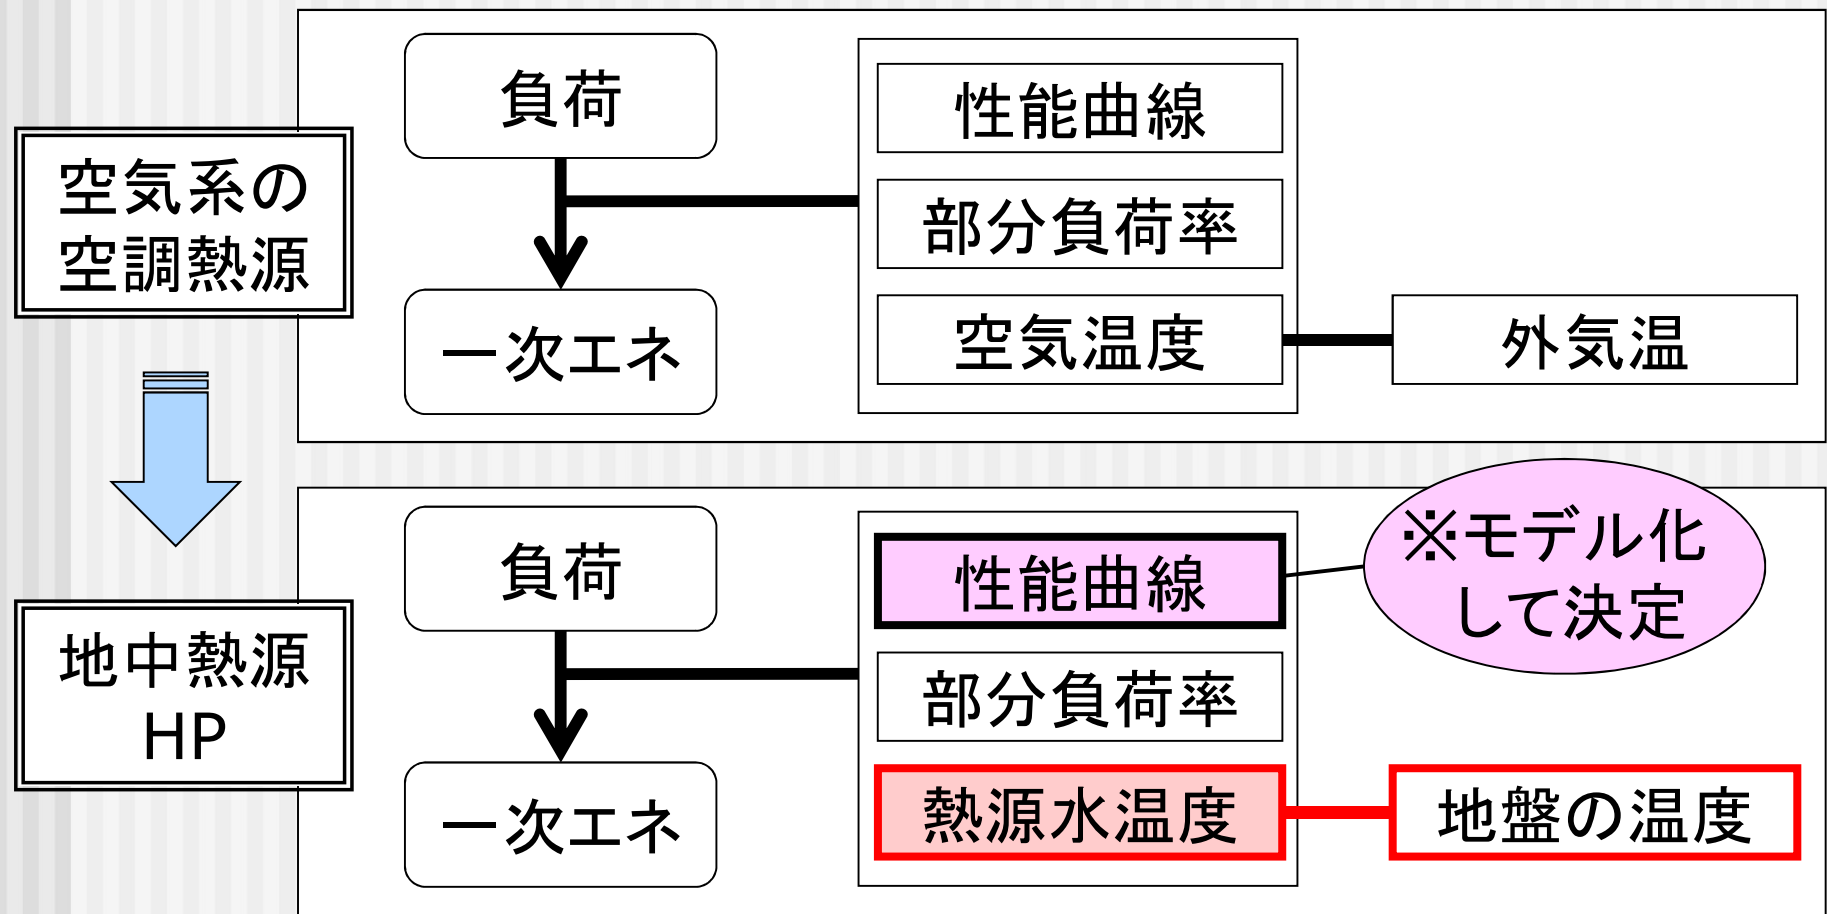 空気系の
空調熱源
負荷
一次エネ
性能曲線
部分負荷率
空気温度
外気温
地中熱源
HP
負荷
一次エネ
性能曲線
部分負荷率
熱源水温度
※モデル化
して決定
地盤の温度